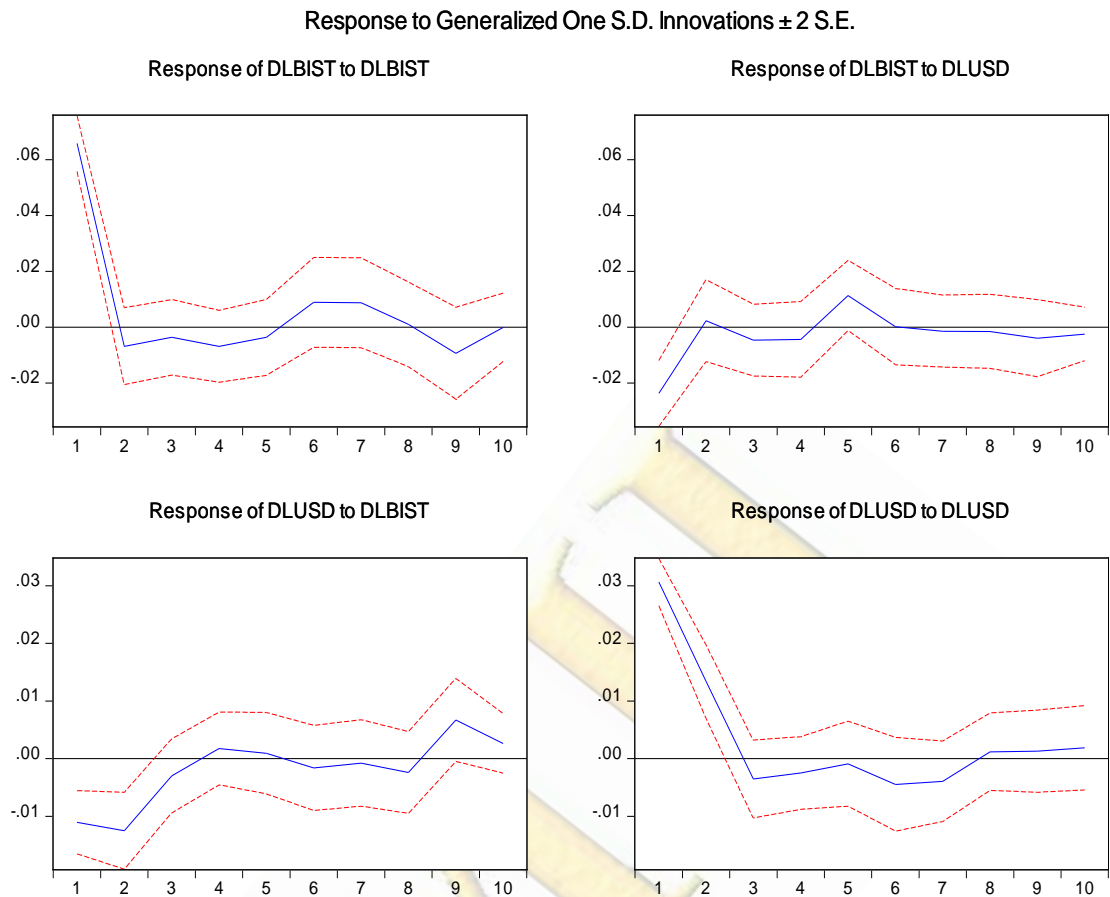 Response to Generalized One S.D. Innovations ± 2 S.E.
Response of DLBIST to DLBIST
.06
.04
.02
.00
-.02
1 2 3 4 5 6 7 8 9 10
Response of DLBIST to DLUSD
.06
.04
.02
.00
-.02
1 2 3 4 5 6 7 8 9 10
Response of DLUSD to DLBIST
.03
.02
.01
.00
-.01
1 2 3 4 5 6 7 8 9 10
Response of DLUSD to DLUSD
.03
.02
.01
.00
-.01
1 2 3 4 5 6 7 8 9 10